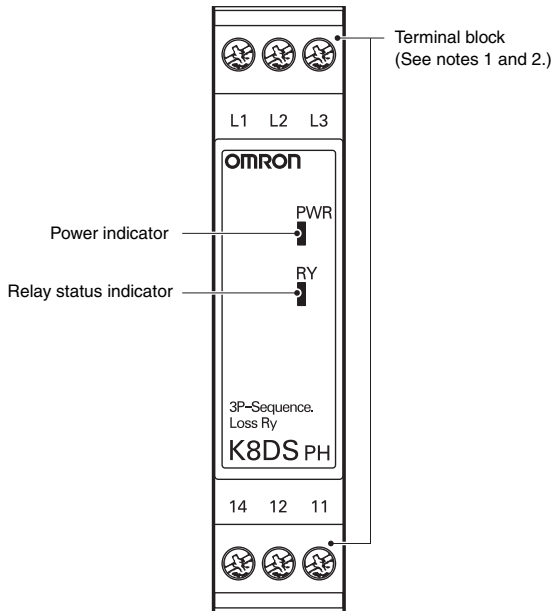 Terminal block
(See notes 1 and 2.)
L1 L2 L3
OMRON
PWR
Power indicator
RY
Relay status indicator
3P-Sequence.
Loss Ry
K8DS PH
14 12 11